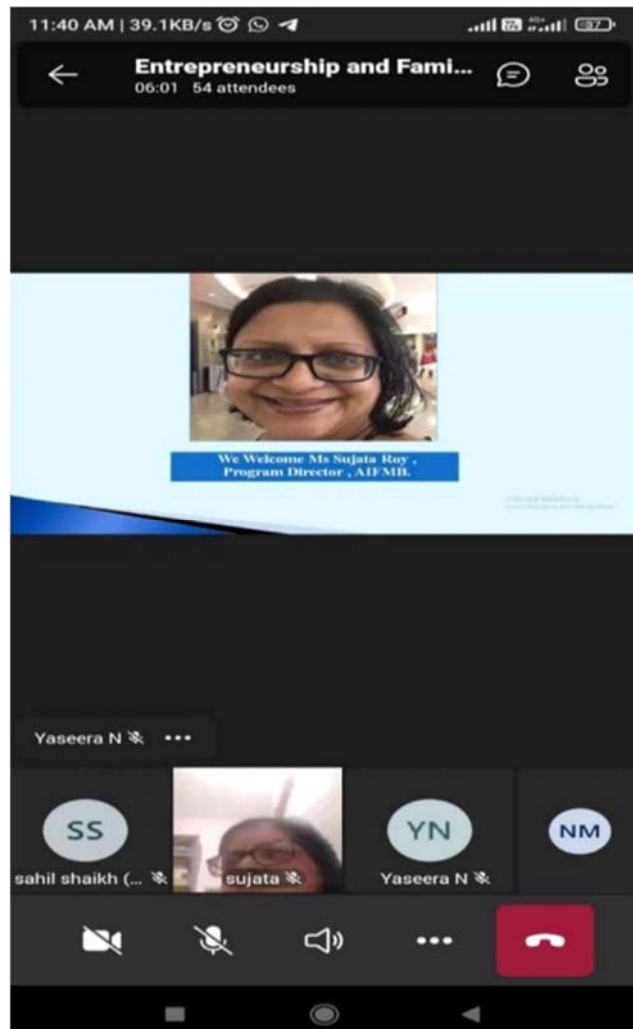 11:40 AM | 39.1KB/s
37
Entrepreneurship and Fami...
06:01 54 attendees
We Welcome Ms Sujata Roy ,
Program Director , AIFMB.
Yaseera N
SS
YN
NM
sahil shaikh (...
sujata
Yaseera N